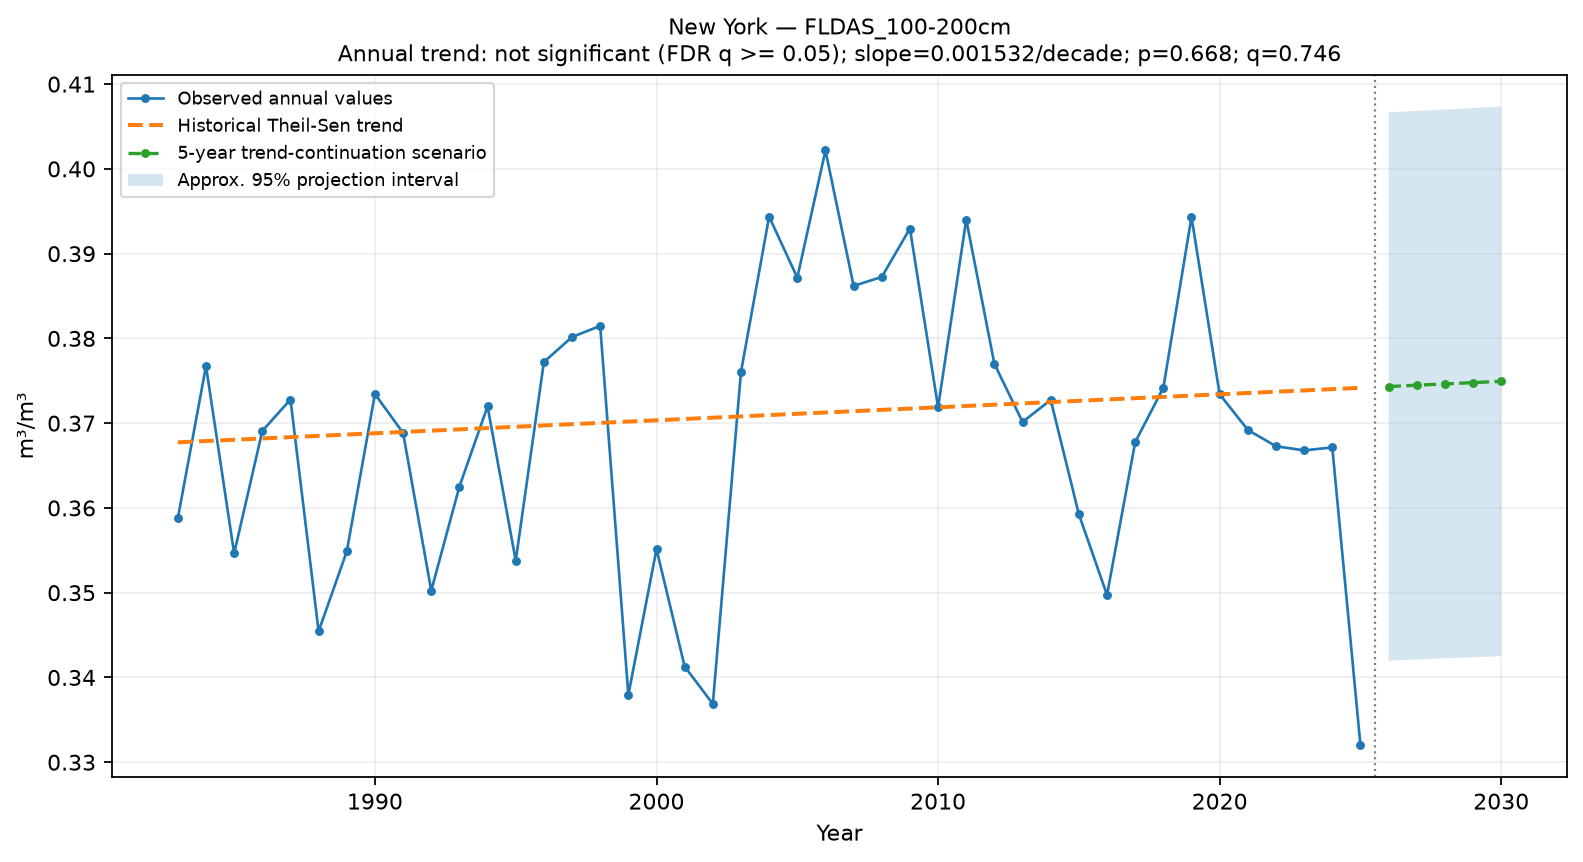 New York — FLDAS_100-200cm
Annual trend: not significant (FDR q >= 0.05); slope=0.001532/decade; p=0.668; q=0.746
Observed annual values
Historical Theil-Sen trend
5-year trend-continuation scenario
Approx. 95% projection interval
m³/m³
0.41
0.40
0.39
0.38
0.37
0.36
0.35
0.34
0.33
1990
2000
2010
2020
2030
Year